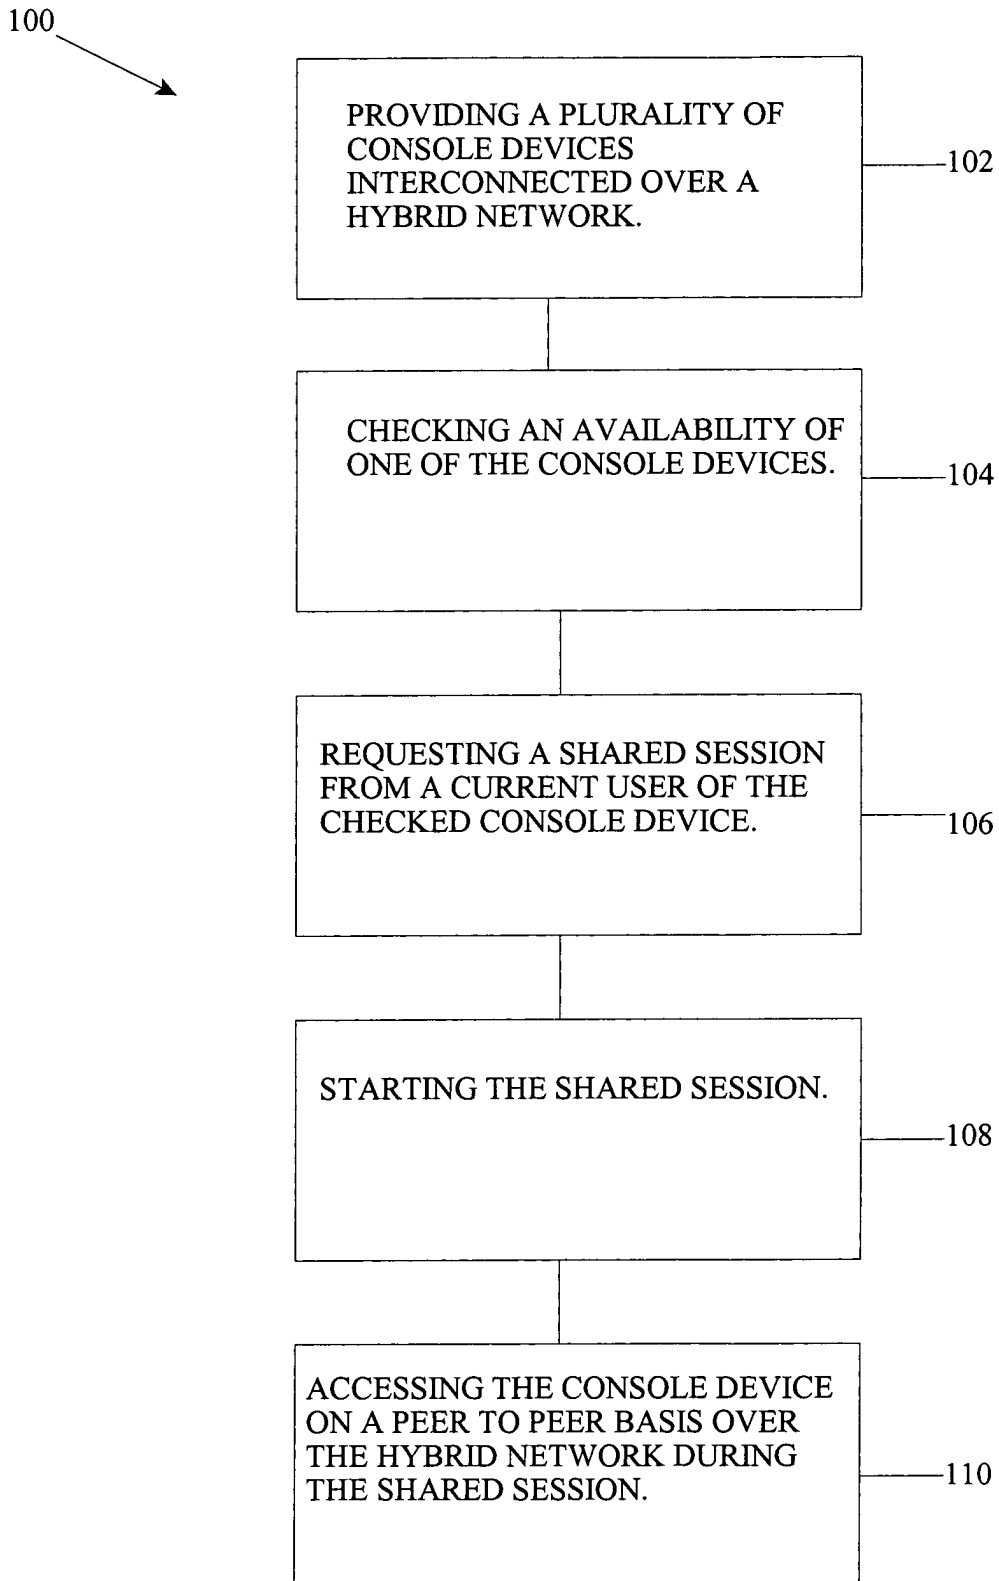 100
PROVIDING A PLURALITY OF
CONSOLE DEVICES
INTERCONNECTED OVER A
HYBRID NETWORK.
102
CHECKING AN AVAILABILITY OF
ONE OF THE CONSOLE DEVICES.
104
REQUESTING A SHARED SESSION
FROM A CURRENT USER OF THE
CHECKED CONSOLE DEVICE.
106
STARTING THE SHARED SESSION.
108
ACCESSING THE CONSOLE DEVICE
ON A PEER TO PEER BASIS OVER
THE HYBRID NETWORK DURING
THE SHARED SESSION.
110